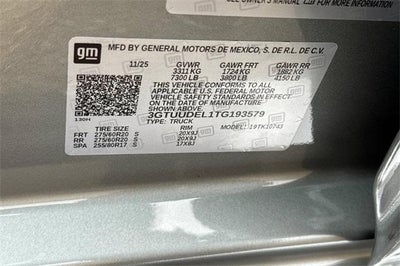 OWNER'S MANUAL
gm
MFD BY GENERAL MOTORS DE MEXICO, S. DE R.L. DE C.V.
11/25 GVWR GAWR FRT GAWR RR
3311 KG 1724 KG 1882 KG
7300 LB 3800 LB 4150 LB
THIS VEHICLE CONFORMS TO ALL
APPLICABLE U.S. FEDERAL MOTOR
VEHICLE SAFETY STANDARDS IN
EFFECT ON THE DATE OF MANUFACTURE
SHOWN ABOVE.
3GTUUDEL1TG193579
TYPE: TRUCK
RIM MODEL: 19TK10743
FRT 275/60R20 S 20X9J
RR 275/60R20 S 20X9J
SPA 255/80R17 S 17X8J